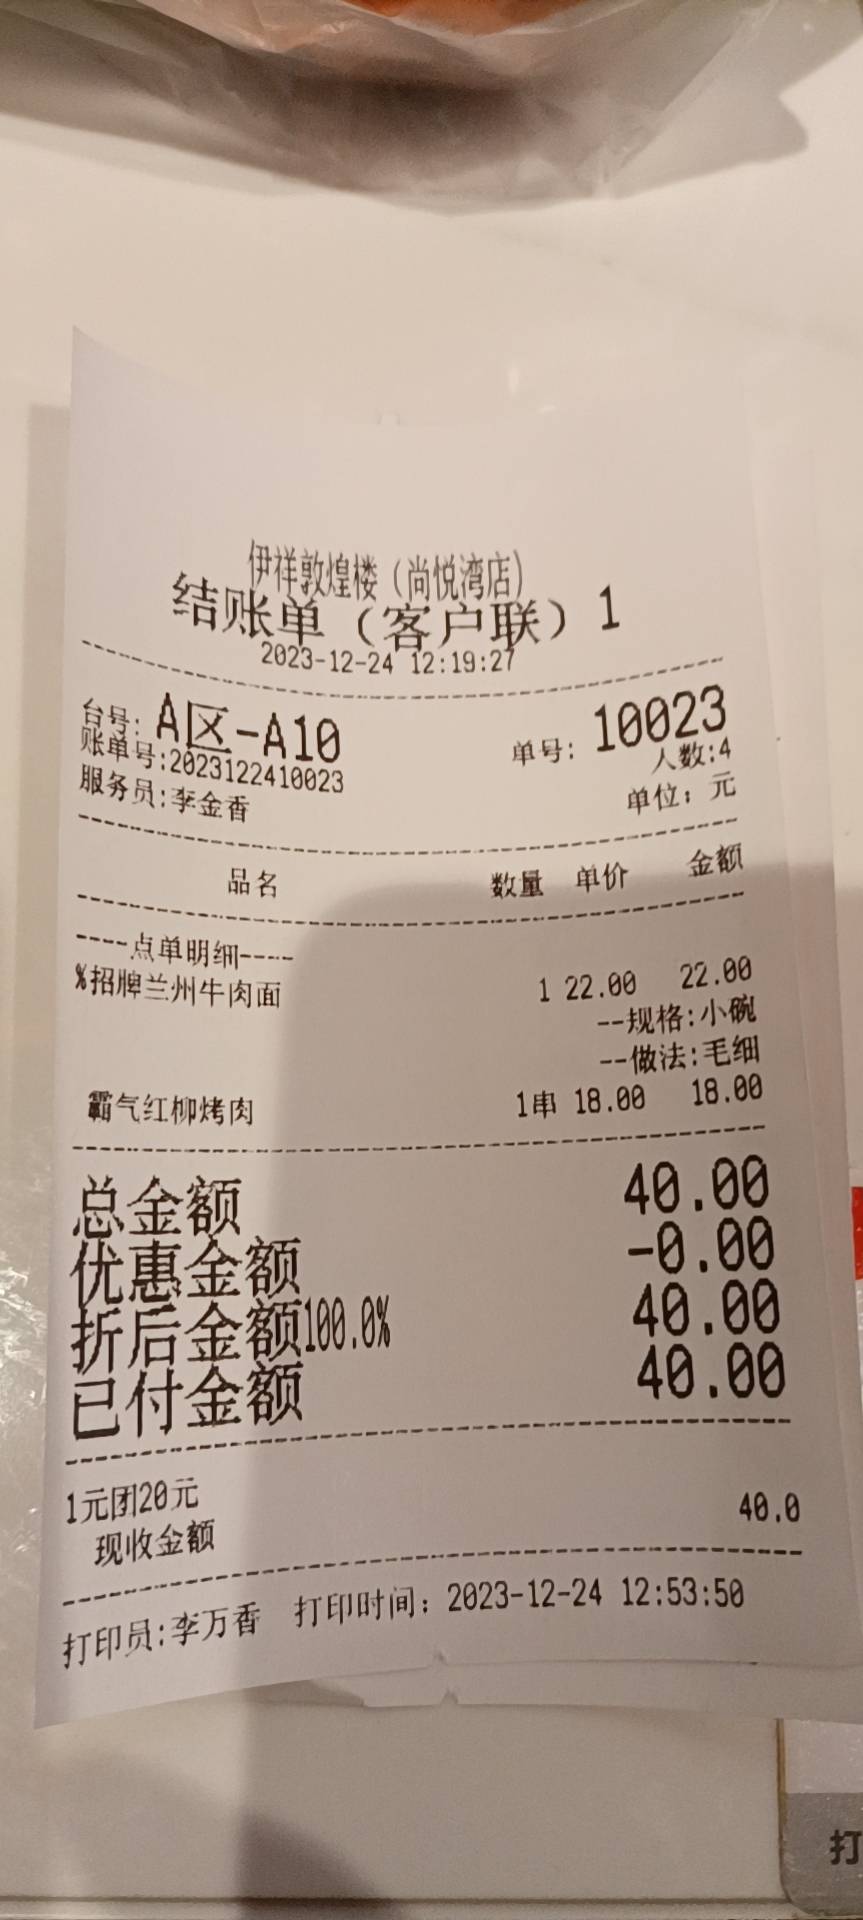 伊祥敦煌楼（尚悦湾店）
结账单（客户联）1
2023-12-24 12:19:27
台号: A区-A10 单号: 10023
账单号:2023122410023 人数:4
服务员:李金香 单位: 元
品名 数量 单价 金额
----点单明细----
%招牌兰州牛肉面 1 22.00 22.00
--规格:小碗
--做法:毛细
霸气红柳烤肉 1串 18.00 18.00
总金额 40.00
优惠金额 -0.00
折后金额100.0% 40.00
已付金额 40.00
1元团20元 40.0
现收金额
打印员:李万香 打印时间: 2023-12-24 12:53:50
打